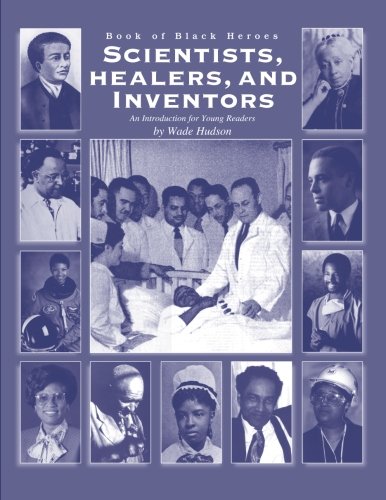 Book of Black Heroes
SCIENTISTS,
HEALERS, AND
INVENTORS
An Introduction for Young Readers
by Wade Hudson